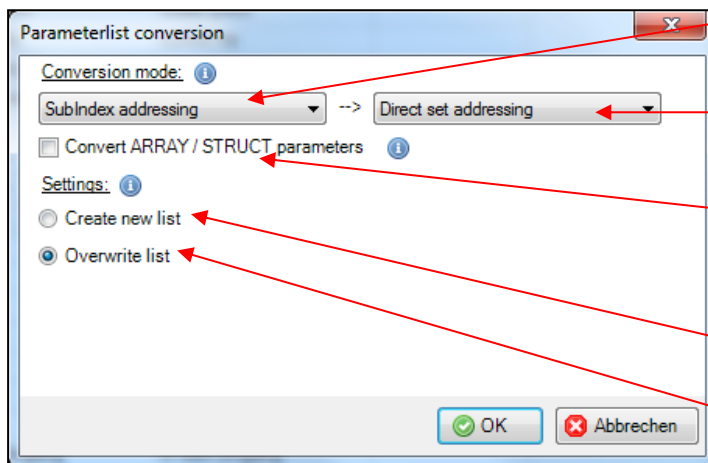 Parameterlist conversion
Conversion mode:
SubIndex addressing --> Direct set addressing
Convert ARRAY / STRUCT parameters
Settings:
Create new list
Overwrite list
OK Abbrechen